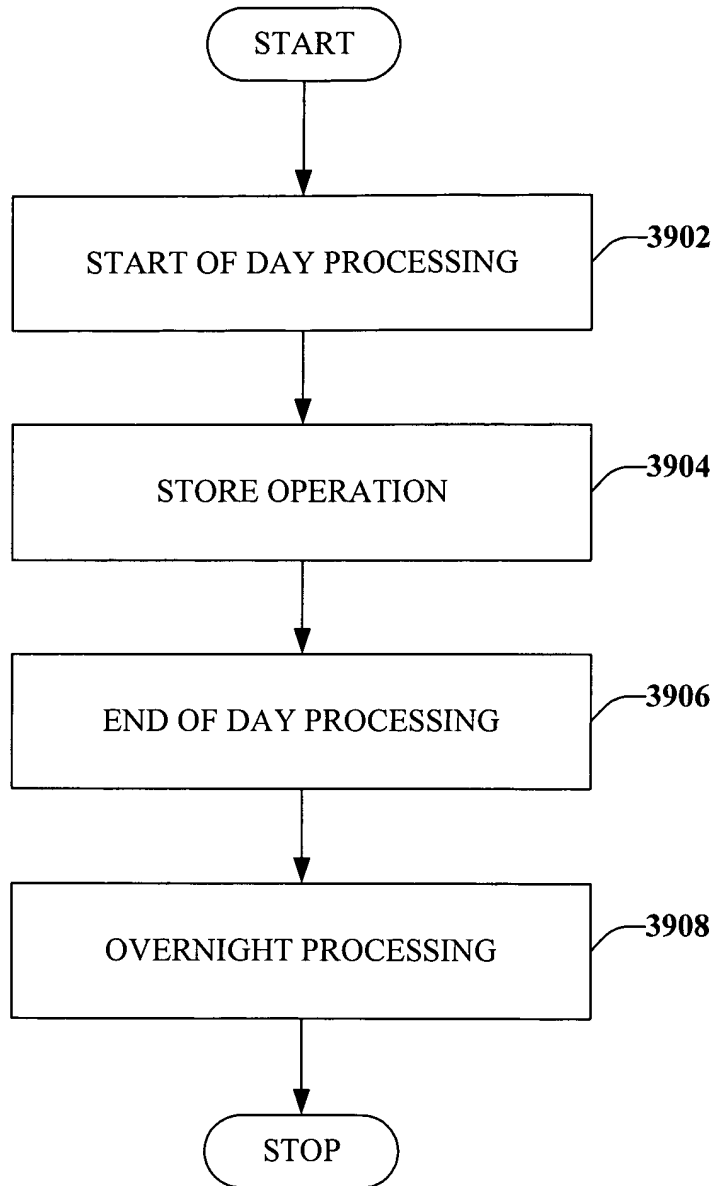 START
START OF DAY PROCESSING
3902
STORE OPERATION
3904
END OF DAY PROCESSING
3906
OVERNIGHT PROCESSING
3908
STOP